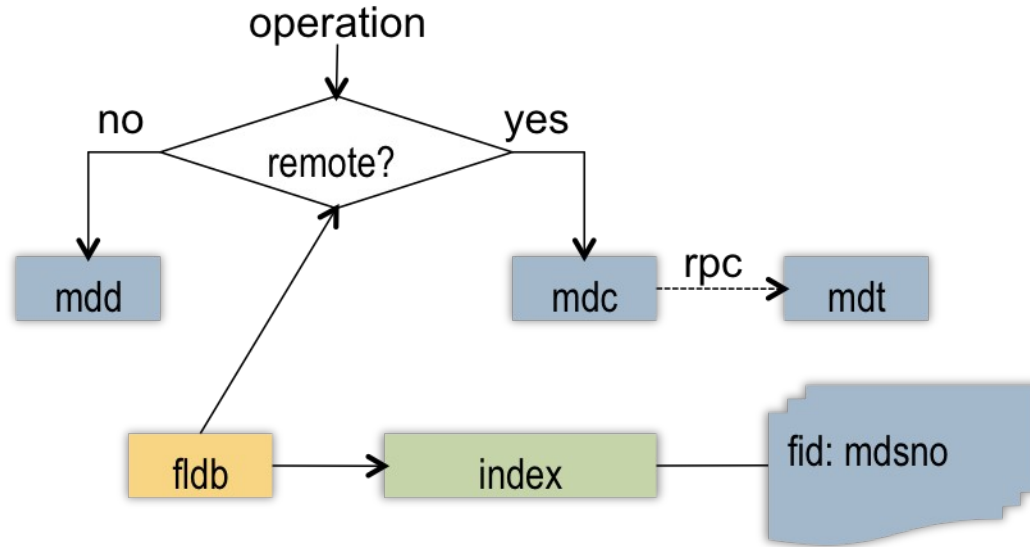 operation
no
yes
remote?
mdd
mdc
rpc
mdt
fldb
index
fid: mdsno